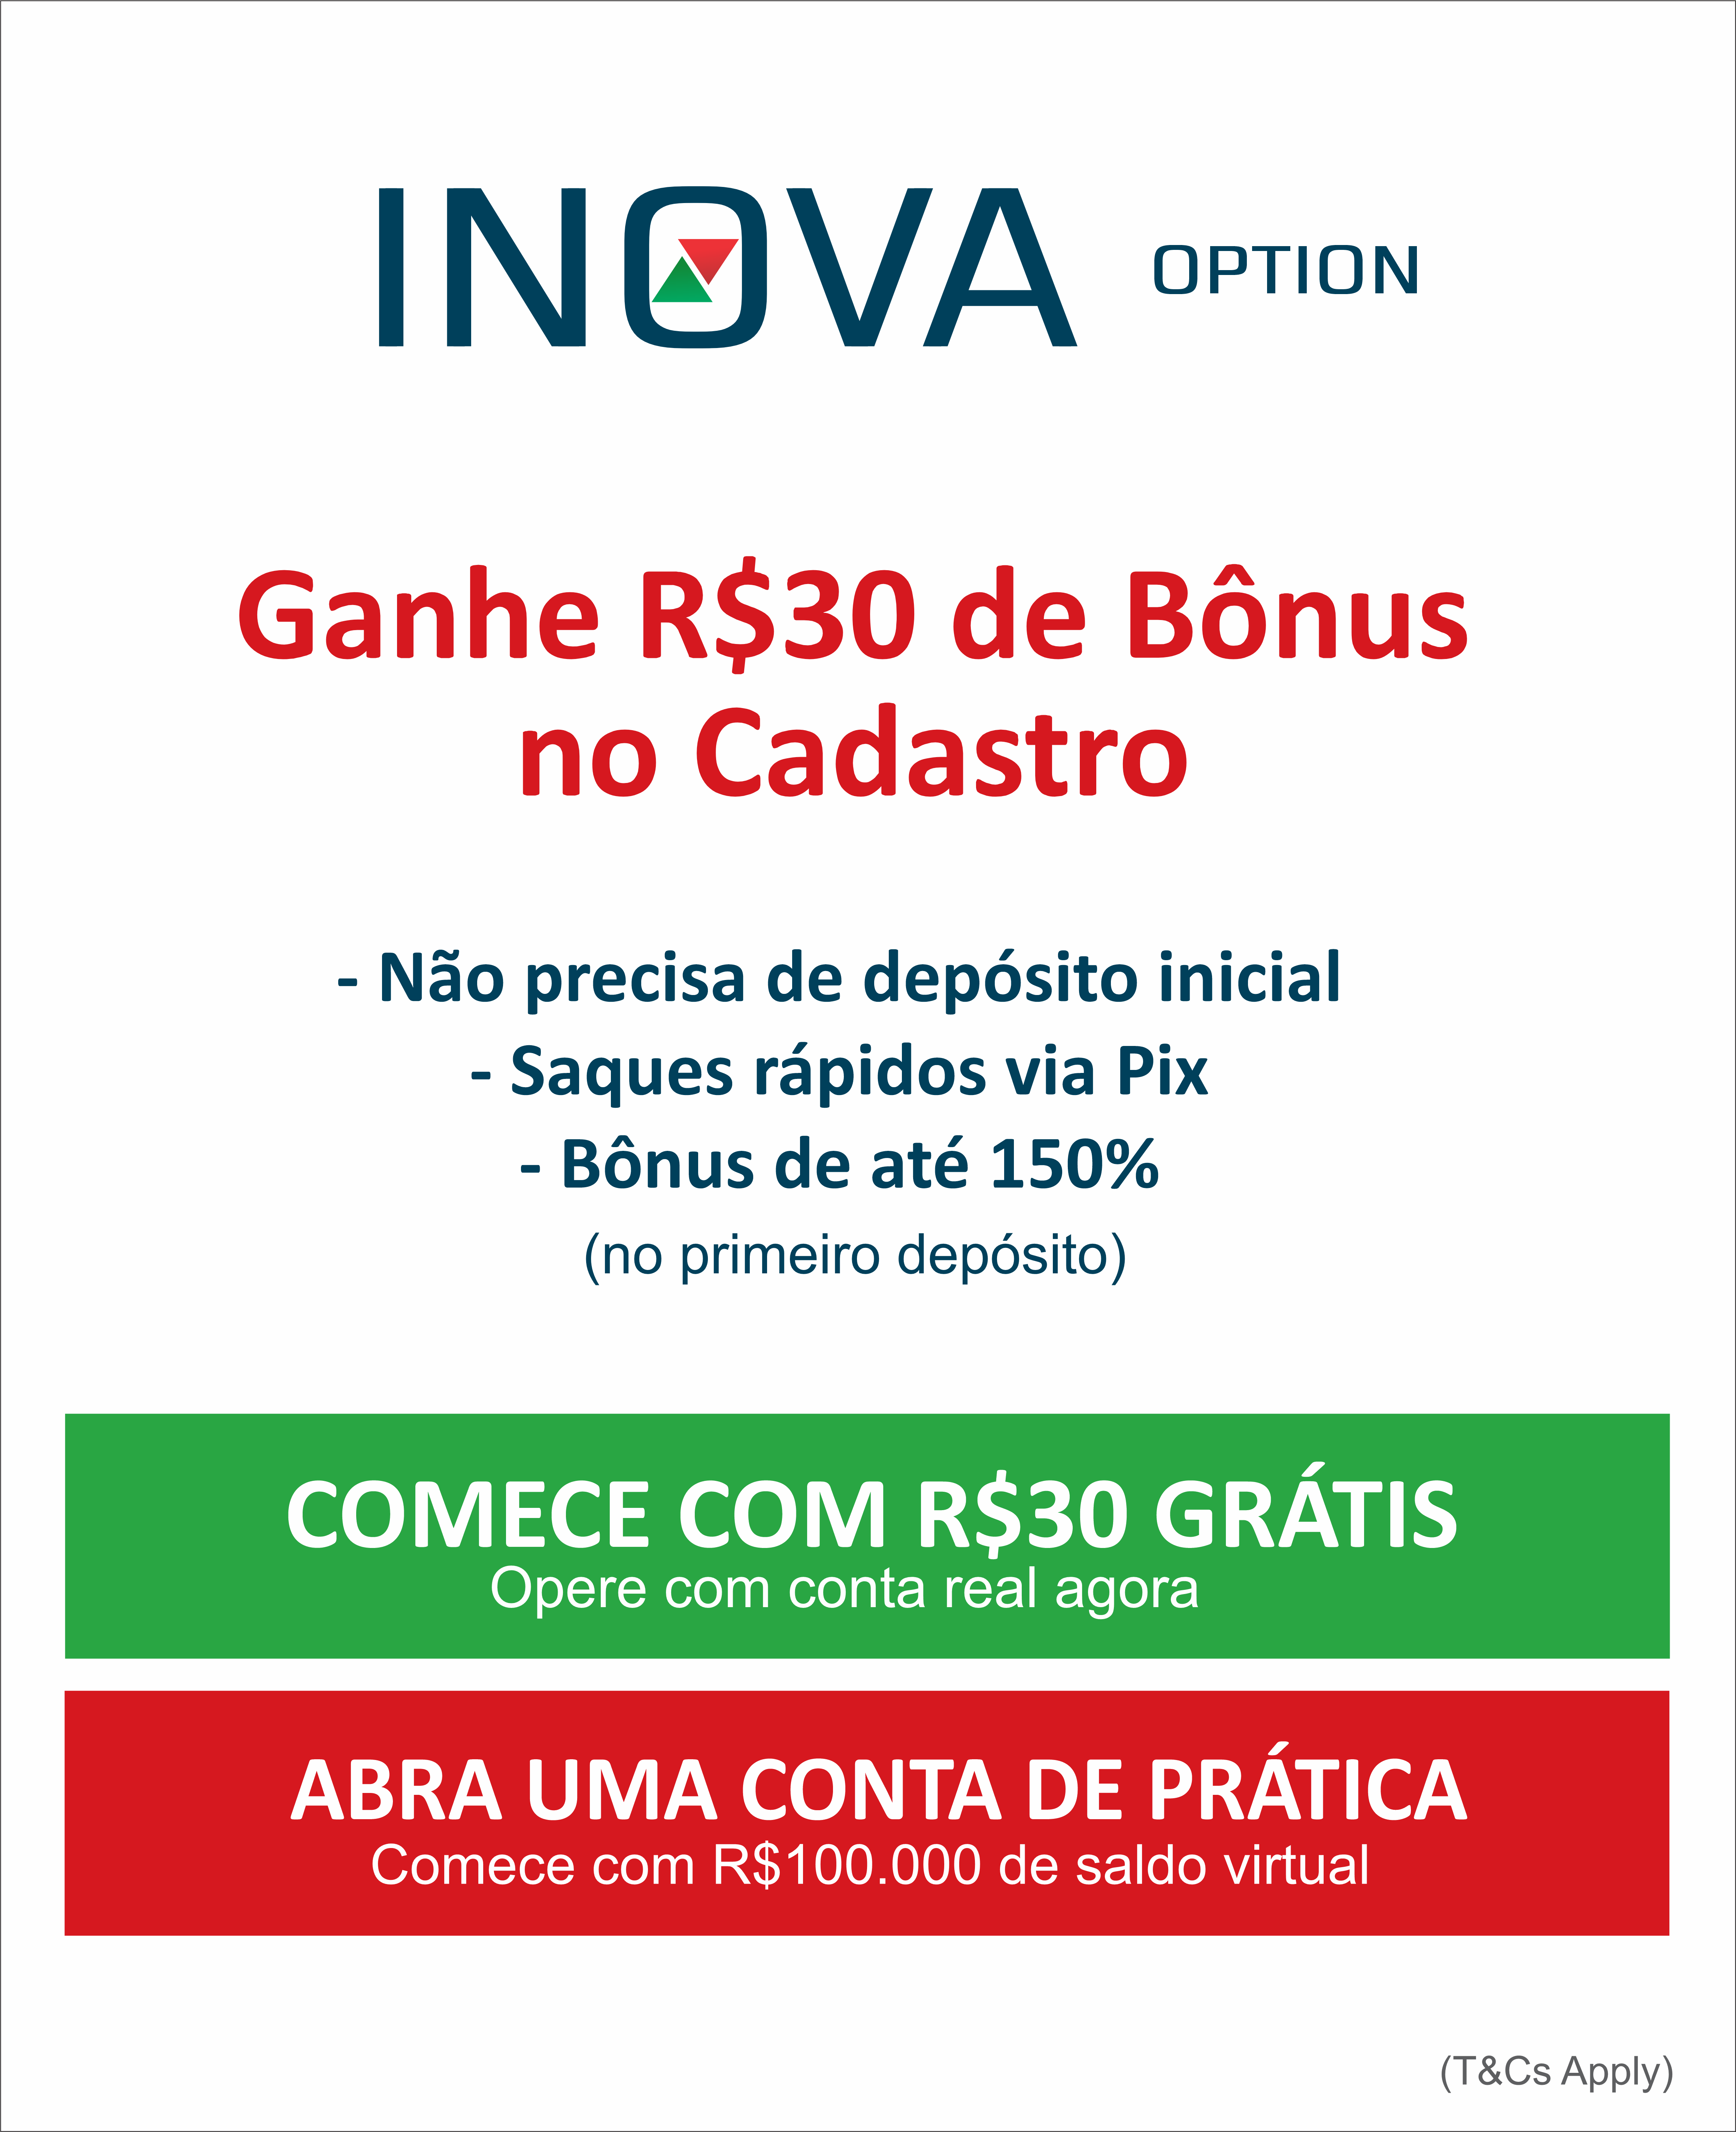 INOVA OPTION
Ganhe R$30 de Bônus
no Cadastro
- Não precisa de depósito inicial
- Saques rápidos via Pix
- Bônus de até 150%
(no primeiro depósito)
COMECE COM R$30 GRÁTIS
Opere com conta real agora
ABRA UMA CONTA DE PRÁTICA
Comece com R$100.000 de saldo virtual
(T&Cs Apply)